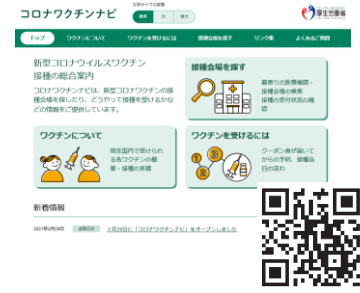 コロナワクチンナビ
文字サイズの変更
標準 大 特大
厚生労働省
トップ ワクチンについて ワクチンを受けるには 接種会場を探す リンク集 よくあるご質問
新型コロナウイルスワクチン
接種の総合案内
コロナワクチンナビは、新型コロナワクチンの接
種会場を探したり、どうやって接種を受けるかな
どの情報をご提供しています。
接種会場を探す
最寄りの医療機関・
接種会場の検索
接種の受付状況の確
認
ワクチンについて
現在国内で受けられ
る各ワクチンの概
要・接種の実績
ワクチンを受けるには
クーポン券が届いて
からの予約、接種当
日の流れ
新着情報
2021年3月29日 お知らせ 3月29日に「コロナワクチンナビ」をオープンしました